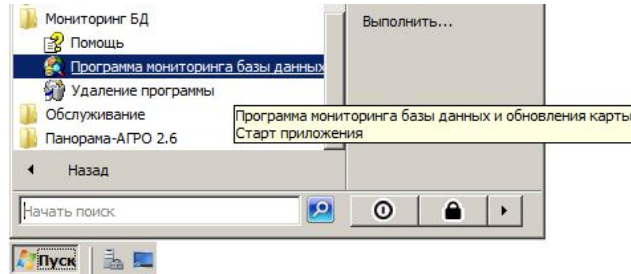 Мониторинг БД
Выполнить...
Помощь
Программа мониторинга базы данных
Удаление программы
Обслуживание
Программа мониторинга базы данных и обновления карты
Старт приложения
Панорама-АГРО 2.6
Назад
Начать поиск
Пуск